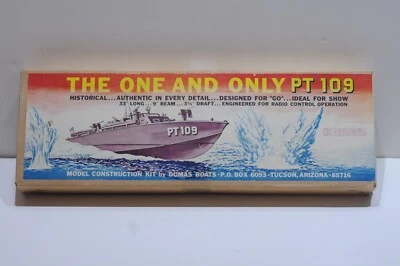 THE ONE AND ONLY PT 109
HISTORICAL...AUTHENTIC IN EVERY DETAIL...DESIGNED FOR "GO"...IDEAL FOR SHOW
33" LONG...9" BEAM...3¼" DRAFT...ENGINEERED FOR RADIO CONTROL OPERATION
PT 109
MODEL CONSTRUCTION KIT by DUMAS BOATS-P.O. BOX 6093-TUCSON, ARIZONA-85716